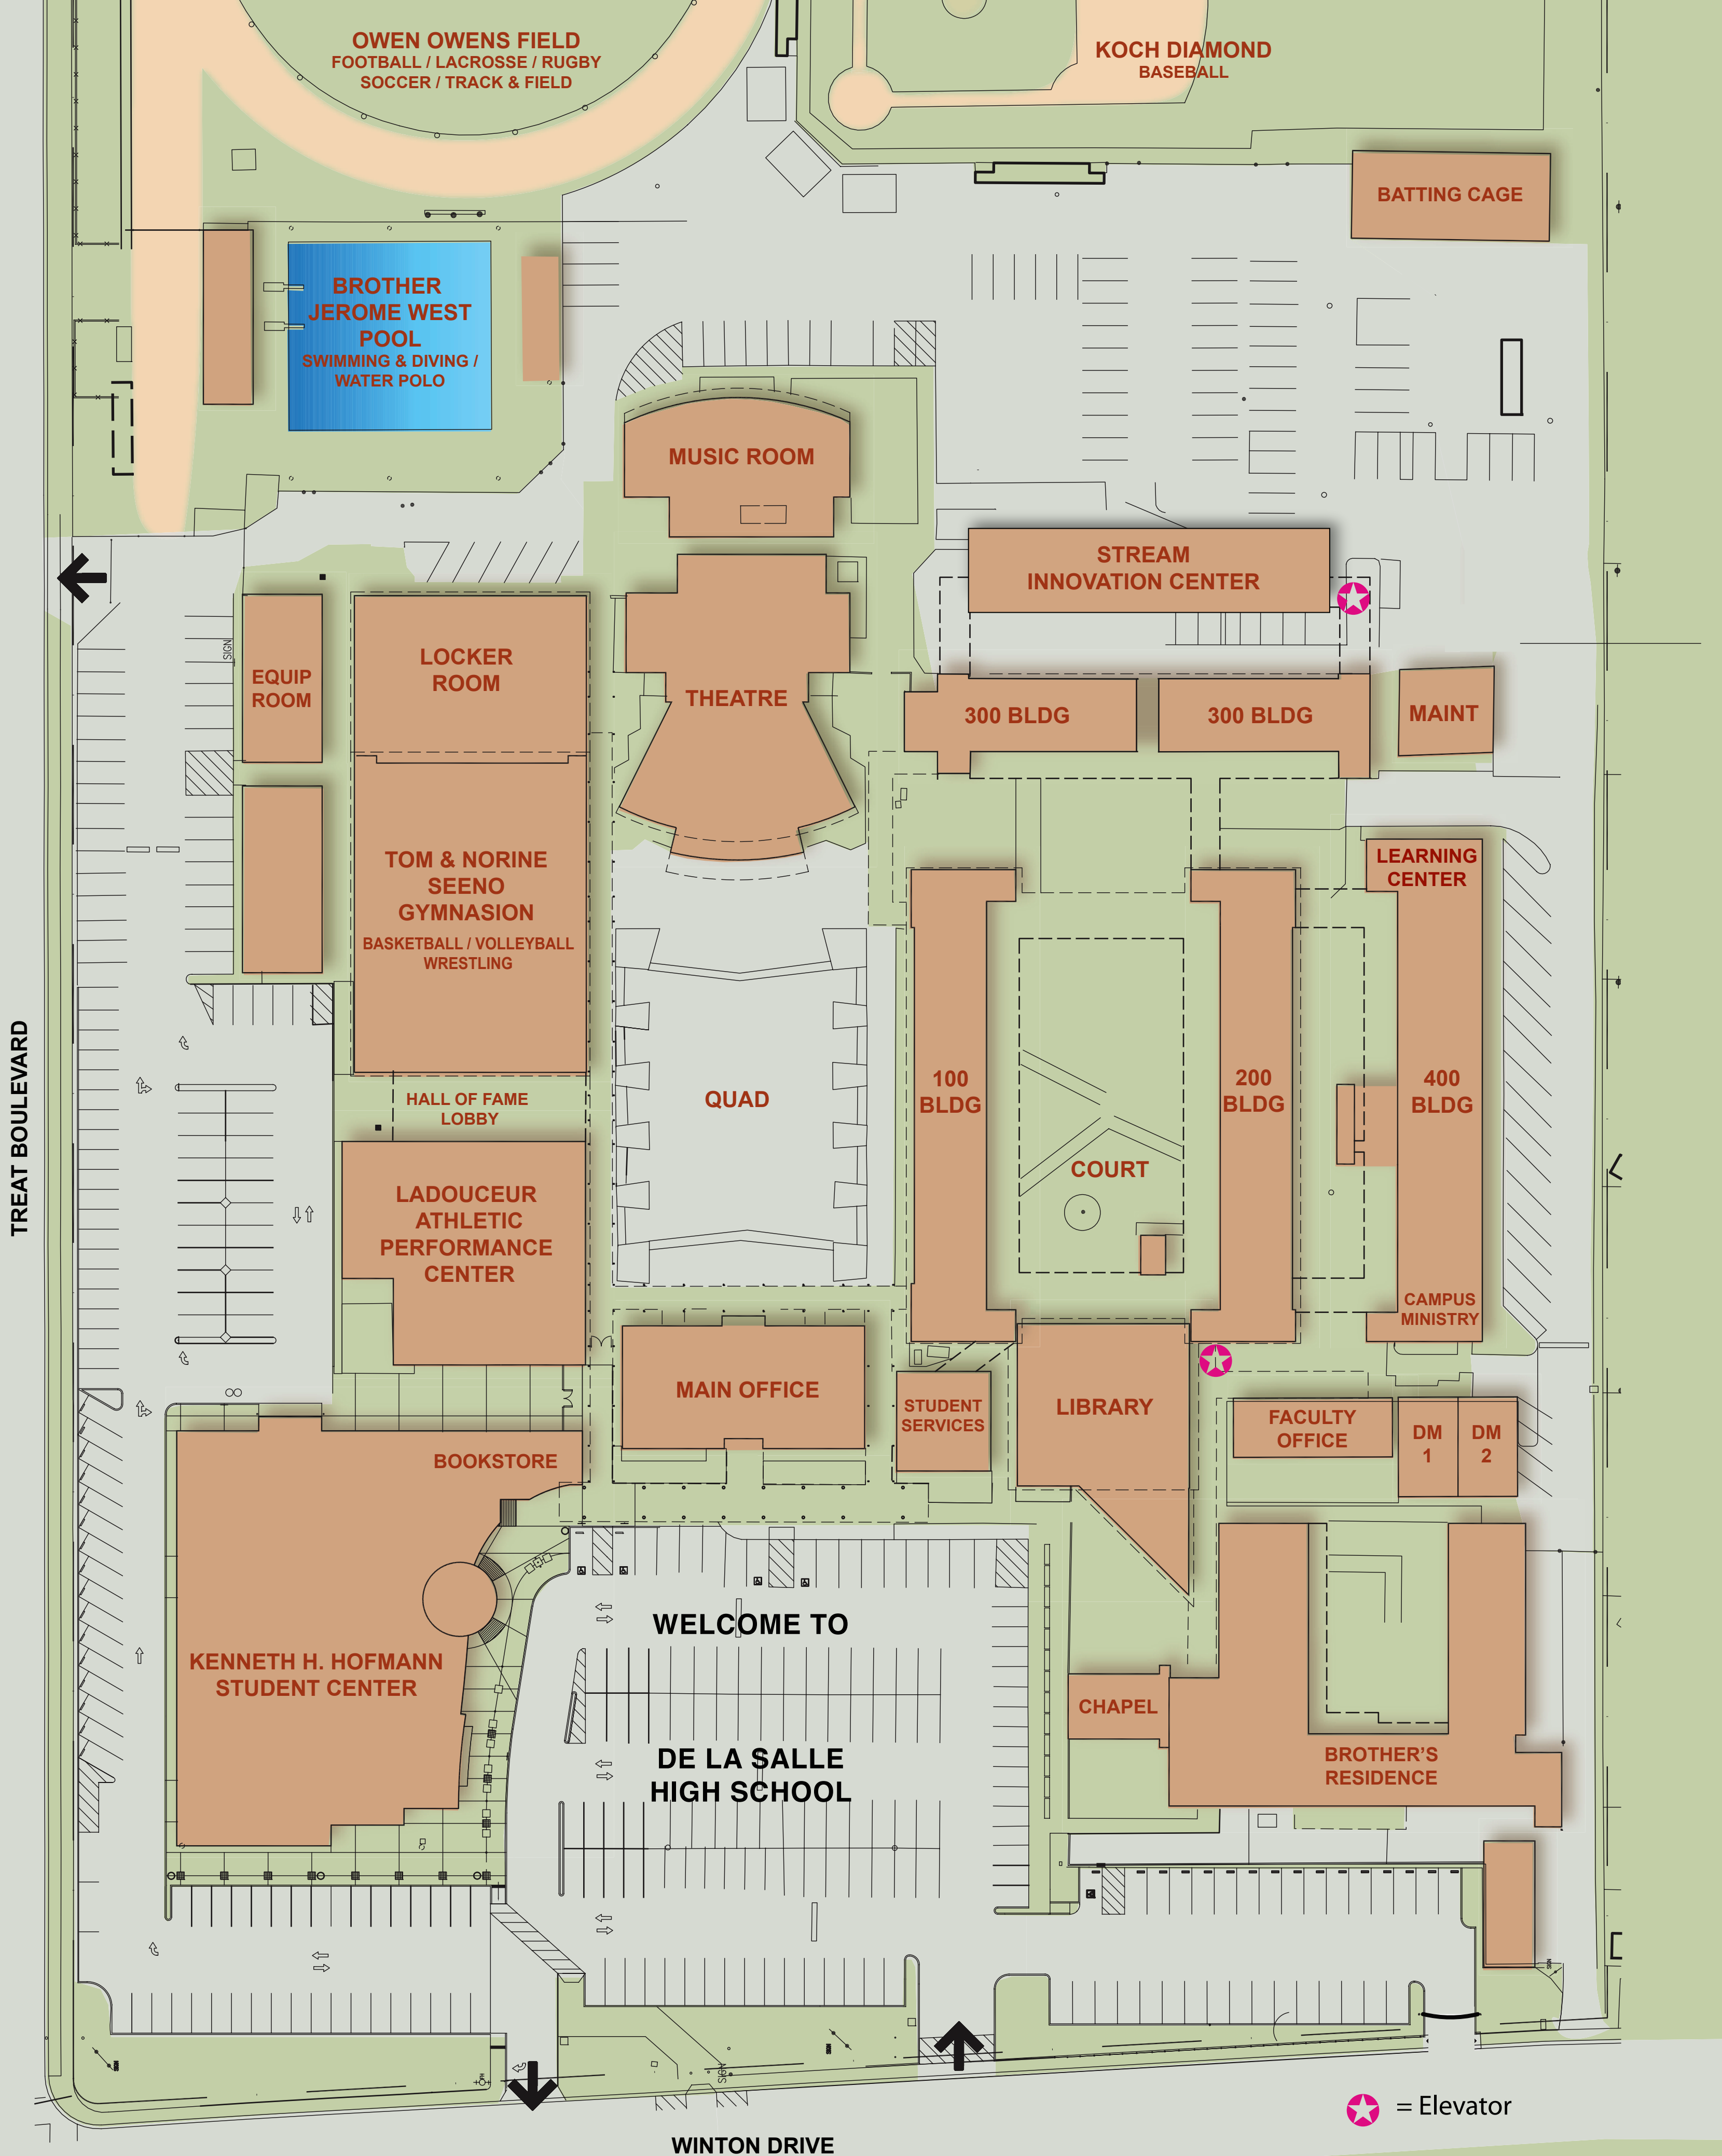 OWEN OWENS FIELD
FOOTBALL / LACROSSE / RUGBY
SOCCER / TRACK & FIELD
KOCH DIAMOND
BASEBALL
BATTING CAGE
BROTHER
JEROME WEST
POOL
SWIMMING & DIVING /
WATER POLO
MUSIC ROOM
STREAM
INNOVATION CENTER
SIGN
EQUIP
ROOM
LOCKER
ROOM
THEATRE
300 BLDG
300 BLDG
MAINT
TOM & NORINE
SEENO
GYMNASION
BASKETBALL / VOLLEYBALL
WRESTLING
LEARNING
CENTER
TREAT BOULEVARD
HALL OF FAME
LOBBY
QUAD
100
BLDG
200
BLDG
400
BLDG
COURT
LADOUCEUR
ATHLETIC
PERFORMANCE
CENTER
CAMPUS
MINISTRY
MAIN OFFICE
STUDENT
SERVICES
LIBRARY
FACULTY
OFFICE
DM
1
DM
2
BOOKSTORE
WELCOME TO
KENNETH H. HOFMANN
STUDENT CENTER
CHAPEL
DE LA SALLE
HIGH SCHOOL
BROTHER'S
RESIDENCE
SIGN
SIGN
SIGN
SIGN
= Elevator
WINTON DRIVE